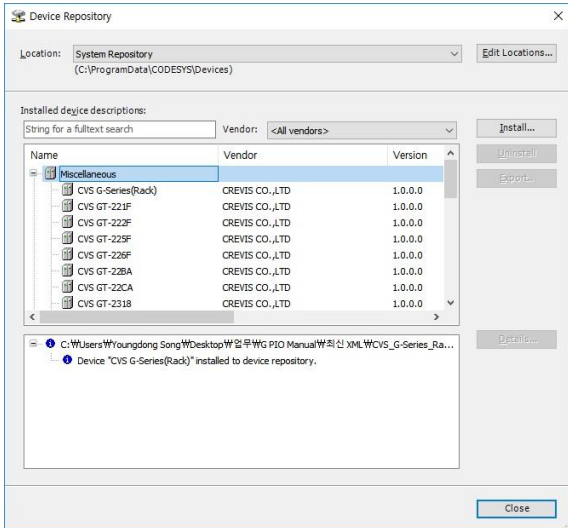 Device Repository
Location: System Repository Edit Locations...
(C:\ProgramData\CODESYS\Devices)
Installed device descriptions:
String for a fulltext search Vendor: <All vendors> Install...
Name Vendor Version Uninstall
Miscellaneous Export...
CVS G-Series(Rack) CREVIS CO.,LTD 1.0.0.0
CVS GT-221F CREVIS CO.,LTD 1.0.0.0
CVS GT-222F CREVIS CO.,LTD 1.0.0.0
CVS GT-225F CREVIS CO.,LTD 1.0.0.0
CVS GT-226F CREVIS CO.,LTD 1.0.0.0
CVS GT-22BA CREVIS CO.,LTD 1.0.0.0
CVS GT-22CA CREVIS CO.,LTD 1.0.0.0
CVS GT-2318 CREVIS CO.,LTD 1.0.0.0
C:₩Users₩Youngdong Song₩Desktop₩업무₩G PIO Manual₩최신 XML₩CVS_G-Series_Ra... Details...
Device "CVS G-Series(Rack)" installed to device repository.
Close